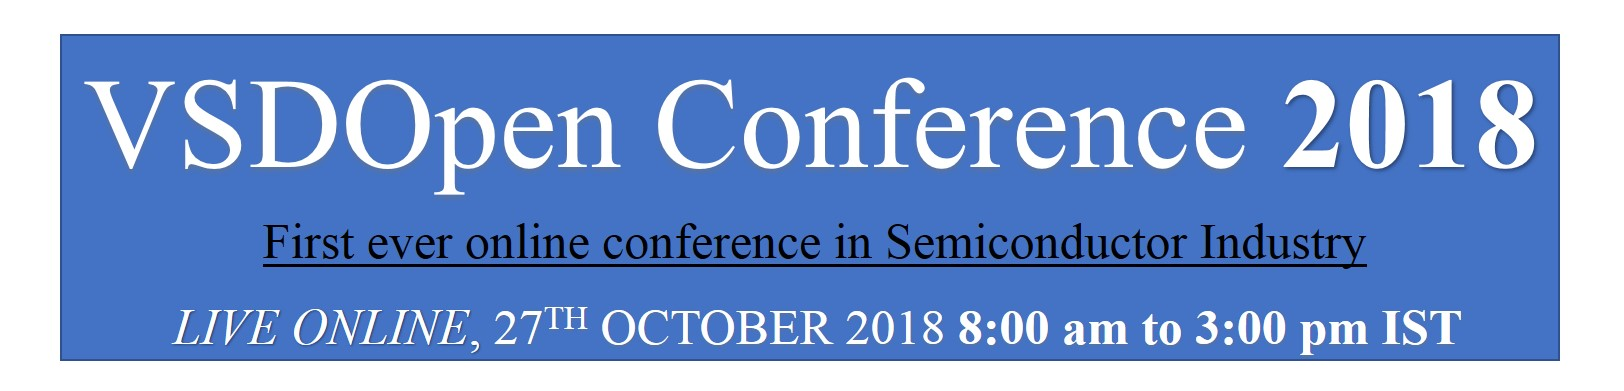 VSDOpen Conference 2018
First ever online conference in Semiconductor Industry
LIVE ONLINE, 27TH OCTOBER 2018 8:00 am to 3:00 pm IST